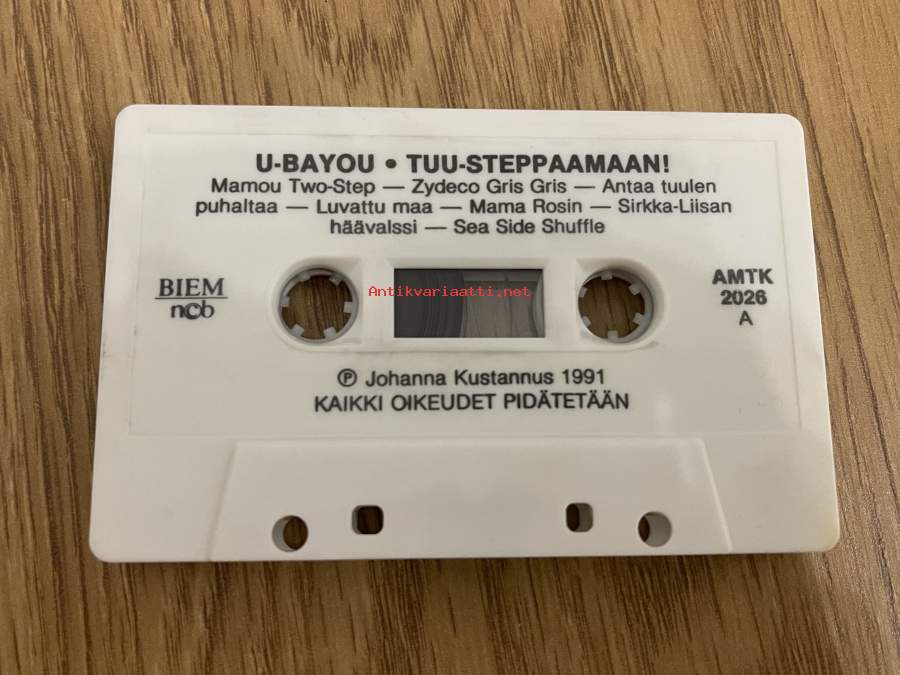 U-BAYOU • TUU-STEPPAAMAAN!
Mamou Two-Step — Zydeco Gris Gris — Antaa tuulen
puhaltaa — Luvattu maa — Mama Rosin — Sirkka-Liisan
häävalssi — Sea Side Shuffle
BIEM
ncb
Antikvariaatti.net
AMTK
2026
A
℗ Johanna Kustannus 1991
KAIKKI OIKEUDET PIDÄTETÄÄN